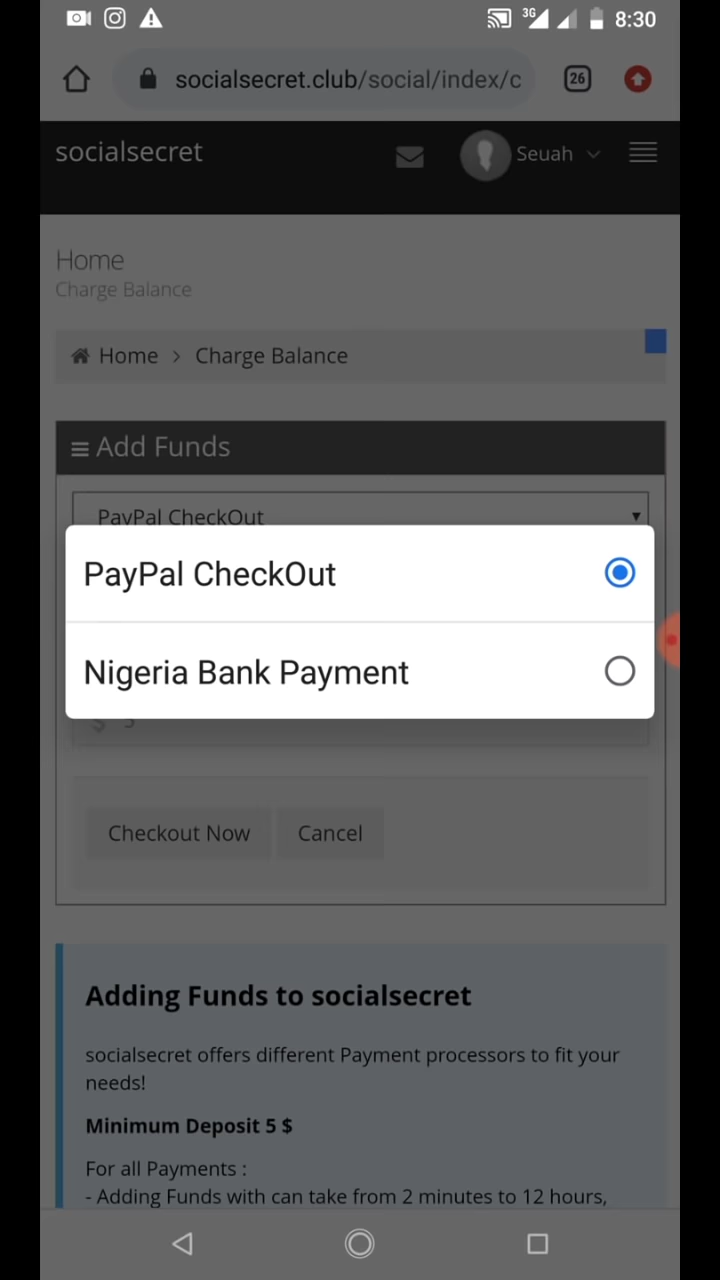 3G
8:30
socialsecret.club/social/index/c
26
socialsecret
Seuah
Home
Charge Balance
Home > Charge Balance
Add Funds
PayPal CheckOut
PayPal CheckOut
Nigeria Bank Payment
$ 5
Checkout Now
Cancel
Adding Funds to socialsecret
socialsecret offers different Payment processors to fit your
needs!
Minimum Deposit 5 $
For all Payments :
- Adding Funds with can take from 2 minutes to 12 hours,